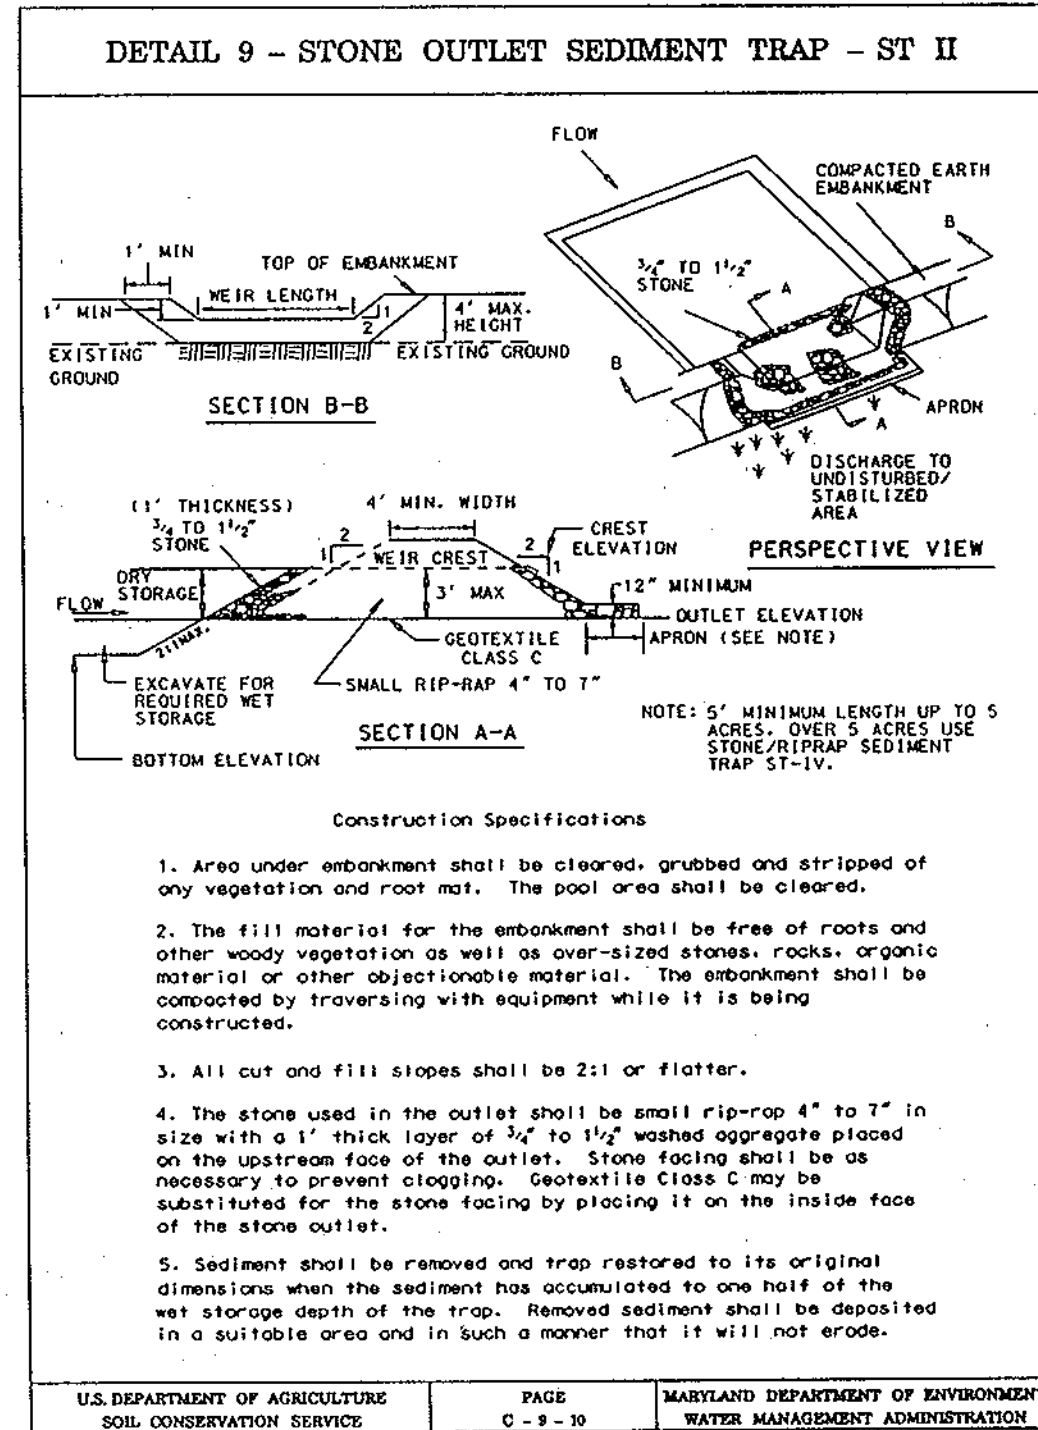 DETAIL 9 – STONE OUTLET SEDIMENT TRAP – ST II
FLOW
COMPACTED EARTH
EMBANKMENT
B
3/4" TO 1 1/2"
STONE
A
B
A
APRON
DISCHARGE TO
UNDISTURBED/
STABILIZED
AREA
PERSPECTIVE VIEW
1' MIN
TOP OF EMBANKMENT
WEIR LENGTH
1' MIN
1
2
4' MAX.
HEIGHT
EXISTING
GROUND
EXISTING GROUND
SECTION B-B
(1' THICKNESS)
3/4 TO 1 1/2"
STONE
4' MIN. WIDTH
2
1
WEIR CREST
2
1
CREST
ELEVATION
DRY
STORAGE
3' MAX
12" MINIMUM
FLOW
OUTLET ELEVATION
APRON (SEE NOTE)
2:1 MAX.
GEOTEXTILE
CLASS C
EXCAVATE FOR
REQUIRED WET
STORAGE
SMALL RIP-RAP 4" TO 7"
SECTION A-A
BOTTOM ELEVATION
NOTE: 5' MINIMUM LENGTH UP TO 5
ACRES. OVER 5 ACRES USE
STONE/RIPRAP SEDIMENT
TRAP ST-IV.
Construction Specifications
1. Area under embankment shall be cleared, grubbed and stripped of
any vegetation and root mat. The pool area shall be cleared.
2. The fill material for the embankment shall be free of roots and
other woody vegetation as well as over-sized stones, rocks, organic
material or other objectionable material. The embankment shall be
compacted by traversing with equipment while it is being
constructed.
3. All cut and fill slopes shall be 2:1 or flatter.
4. The stone used in the outlet shall be small rip-rap 4" to 7" in
size with a 1' thick layer of 3/4" to 1 1/2" washed aggregate placed
on the upstream face of the outlet. Stone facing shall be as
necessary to prevent clogging. Geotextile Class C may be
substituted for the stone facing by placing it on the inside face
of the stone outlet.
5. Sediment shall be removed and trap restored to its original
dimensions when the sediment has accumulated to one half of the
wet storage depth of the trap. Removed sediment shall be deposited
in a suitable area and in such a manner that it will not erode.
U.S. DEPARTMENT OF AGRICULTURE
SOIL CONSERVATION SERVICE
PAGE
C - 9 - 10
MARYLAND DEPARTMENT OF ENVIRONMEN
WATER MANAGEMENT ADMINISTRATION